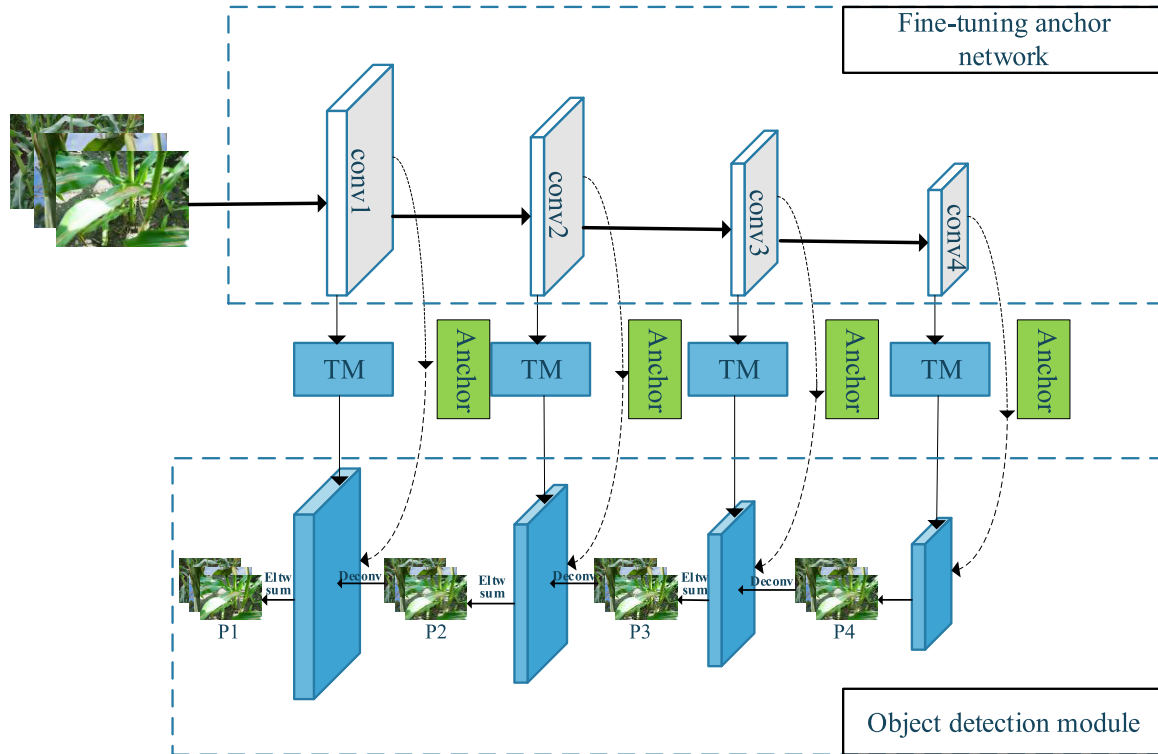 Fine-tuning anchor
network
conv1
conv2
conv3
conv4
TM
Anchor
TM
Anchor
TM
Anchor
TM
Anchor
Eltw
sum
Deconv
Eltw
sum
Deconv
Eltw
sum
Deconv
P1
P2
P3
P4
Object detection module